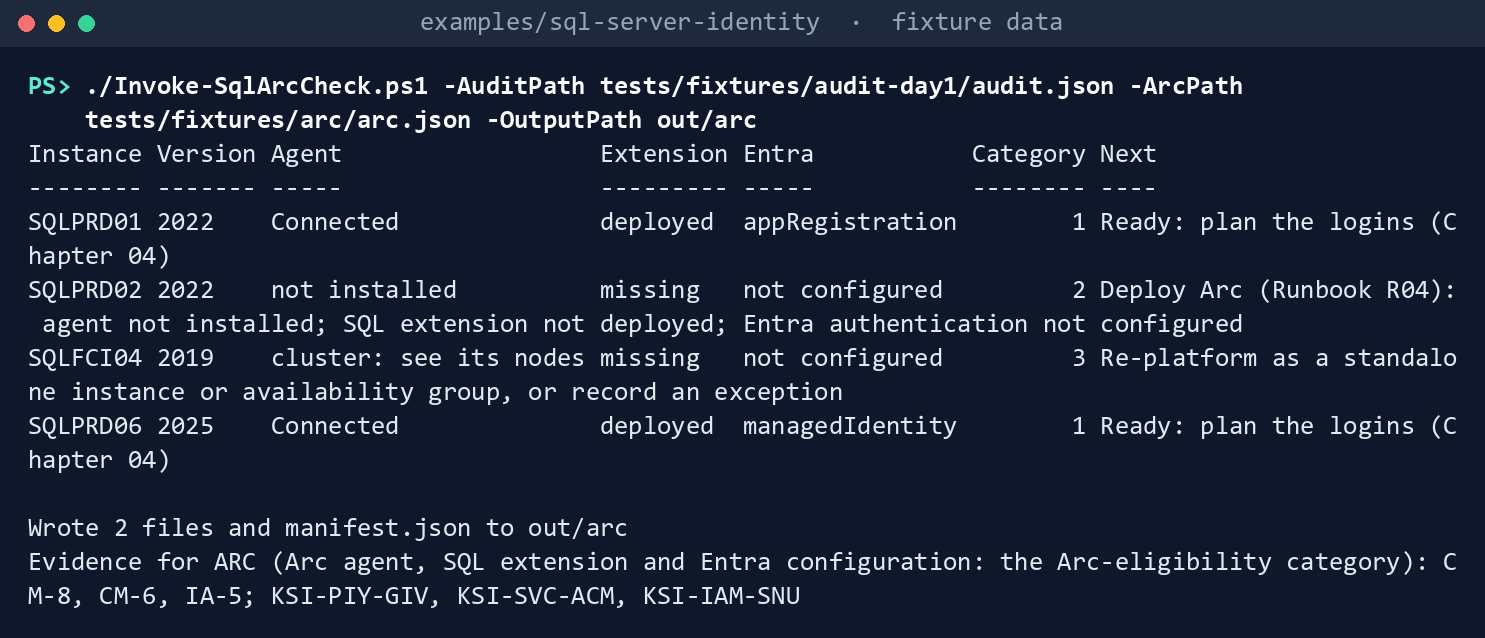 examples/sql-server-identity · fixture data
PS> ./Invoke-SqlArcCheck.ps1 -AuditPath tests/fixtures/audit-day1/audit.json -ArcPath
    tests/fixtures/arc/arc.json -OutputPath out/arc
Instance Version Agent                  Extension Entra           Category Next
-------- ------- -----                  --------- -----           -------- ----
SQLPRD01 2022    Connected              deployed  appRegistration        1 Ready: plan the logins (C
hapter 04)
SQLPRD02 2022    not installed          missing   not configured         2 Deploy Arc (Runbook R04):
 agent not installed; SQL extension not deployed; Entra authentication not configured
SQLFCI04 2019    cluster: see its nodes missing   not configured         3 Re-platform as a standalo
ne instance or availability group, or record an exception
SQLPRD06 2025    Connected              deployed  managedIdentity        1 Ready: plan the logins (C
hapter 04)

Wrote 2 files and manifest.json to out/arc
Evidence for ARC (Arc agent, SQL extension and Entra configuration: the Arc-eligibility category): C
M-8, CM-6, IA-5; KSI-PIY-GIV, KSI-SVC-ACM, KSI-IAM-SNU